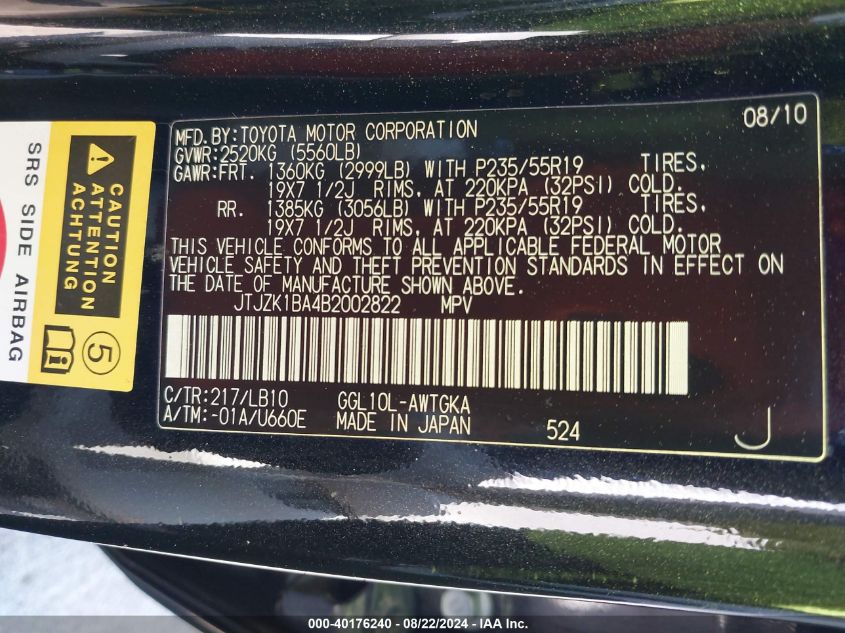 08/10
MFD.BY:TOYOTA MOTOR CORPORATION
GVWR:2520KG (5560LB)
GAWR:FRT. 1360KG (2999LB) WITH P235/55R19 TIRES,
19X7 1/2J RIMS, AT 220KPA (32PSI) COLD.
RR. 1385KG (3056LB) WITH P235/55R19 TIRES,
19X7 1/2J RIMS, AT 220KPA (32PSI) COLD.
THIS VEHICLE CONFORMS TO ALL APPLICABLE FEDERAL MOTOR
VEHICLE SAFETY AND THEFT PREVENTION STANDARDS IN EFFECT ON
THE DATE OF MANUFACTURE SHOWN ABOVE.
JTJZK1BA4B2002822 MPV
C/TR:217/LB10 GGL10L-AWTGKA
A/TM:-01A/U660E MADE IN JAPAN 524
J
SRS SIDE AIRBAG
CAUTION
ATTENTION
ACHTUNG
5
000-40176240 - 08/22/2024 - IAA Inc.